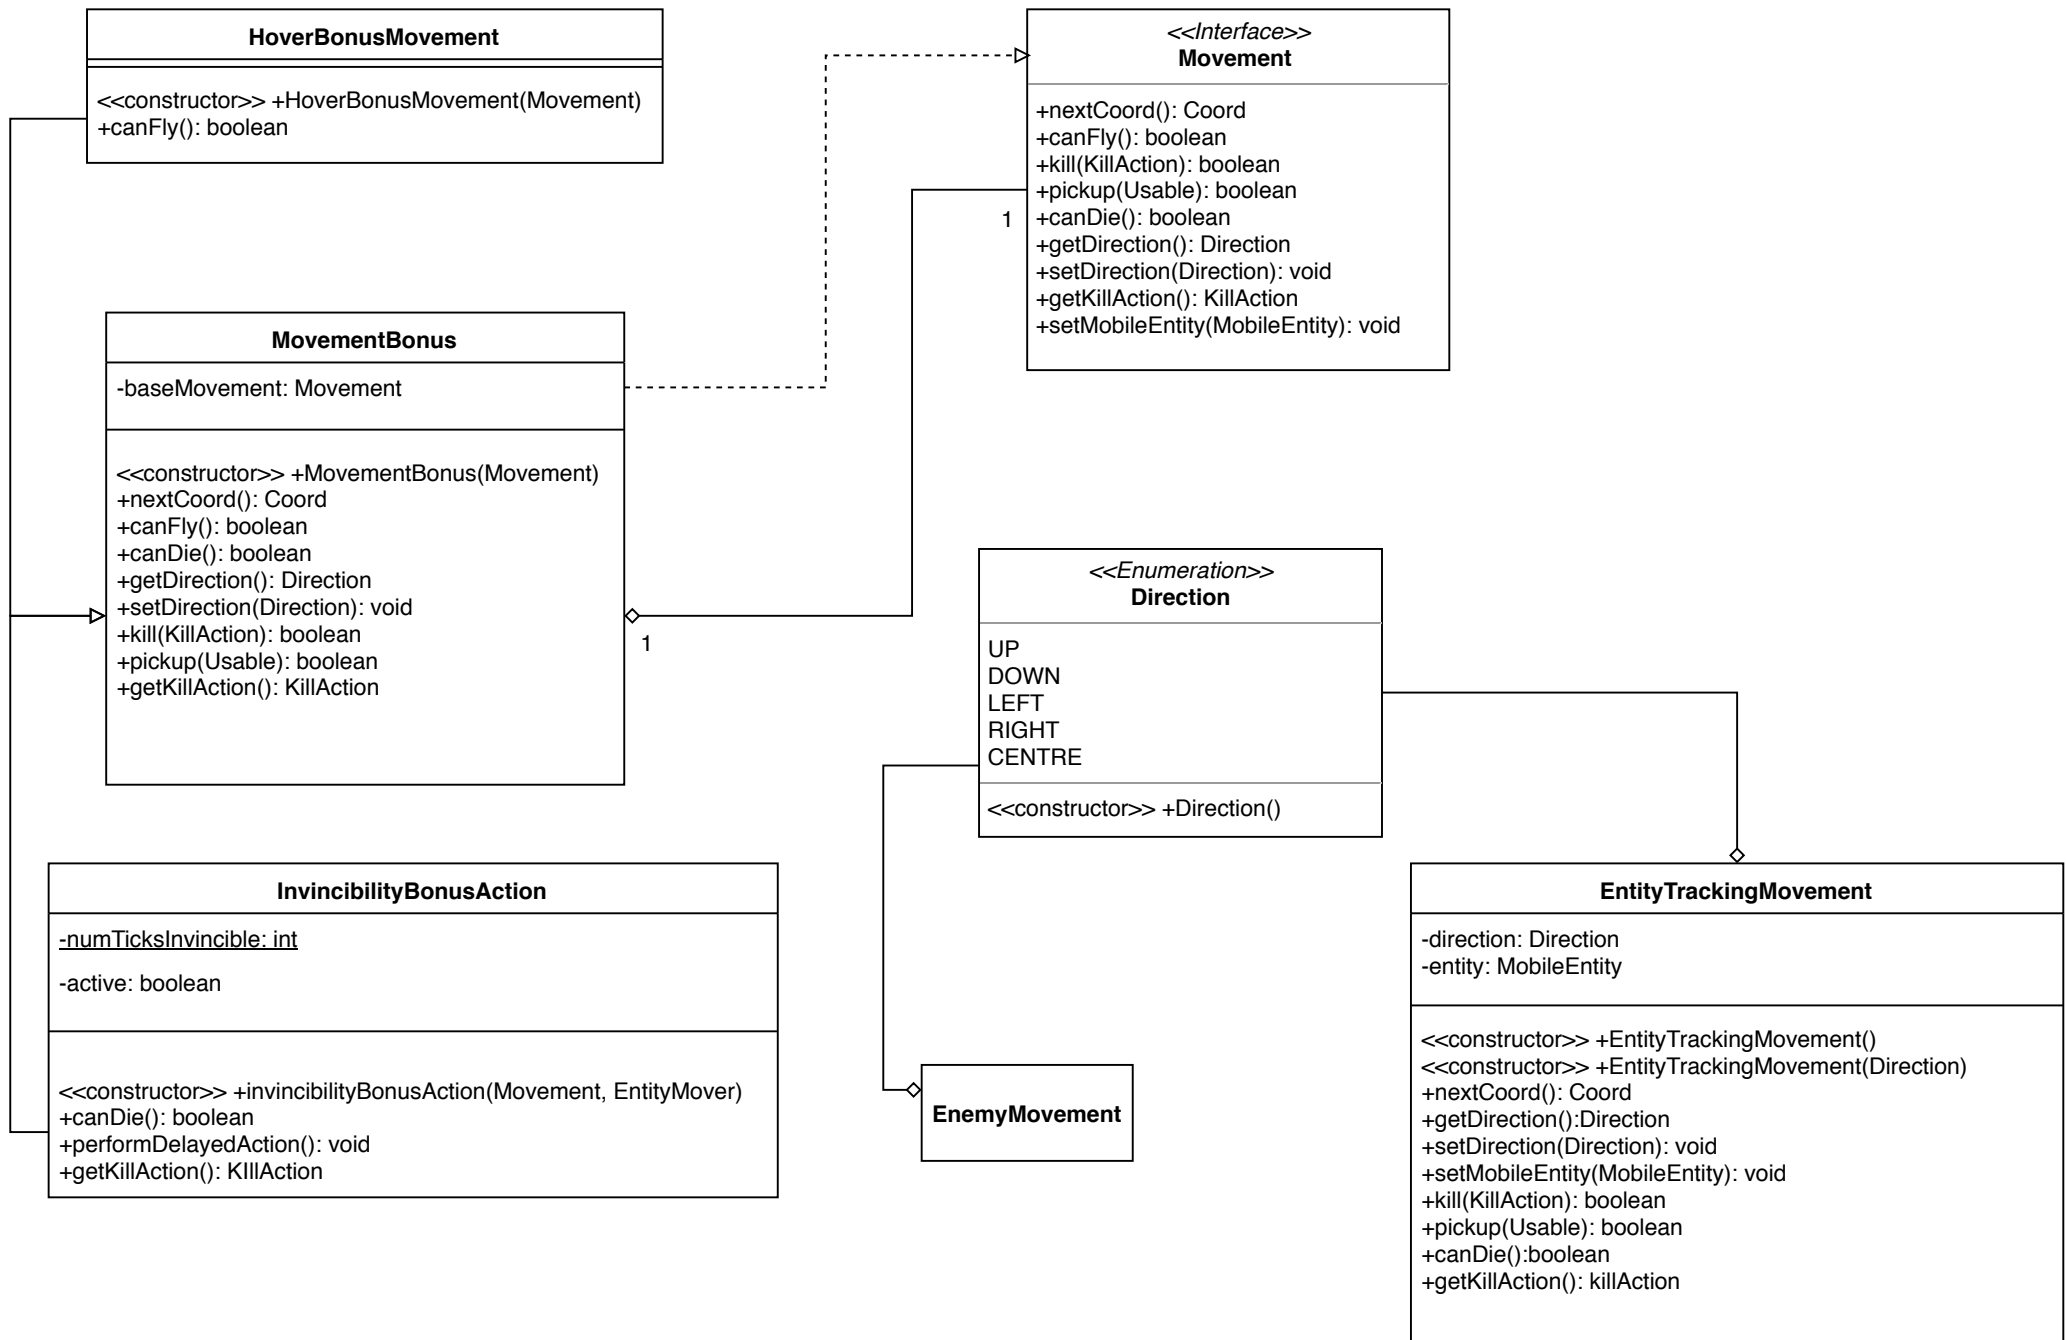 HoverBonusMovement
<<constructor>> +HoverBonusMovement(Movement)
+canFly(): boolean
<<Interface>>
Movement
+nextCoord(): Coord
+canFly(): boolean
+kill(KillAction): boolean
+pickup(Usable): boolean
+canDie(): boolean
+getDirection(): Direction
+setDirection(Direction): void
+getKillAction(): KillAction
+setMobileEntity(MobileEntity): void
1
MovementBonus
-baseMovement: Movement
<<constructor>> +MovementBonus(Movement)
+nextCoord(): Coord
+canFly(): boolean
+canDie(): boolean
+getDirection(): Direction
+setDirection(Direction): void
+kill(KillAction): boolean
+pickup(Usable): boolean
+getKillAction(): KillAction
1
<<Enumeration>>
Direction
UP
DOWN
LEFT
RIGHT
CENTRE
<<constructor>> +Direction()
InvincibilityBonusAction
-numTicksInvincible: int
-active: boolean
<<constructor>> +invincibilityBonusAction(Movement, EntityMover)
+canDie(): boolean
+performDelayedAction(): void
+getKillAction(): KIllAction
EnemyMovement
EntityTrackingMovement
-direction: Direction
-entity: MobileEntity
<<constructor>> +EntityTrackingMovement()
<<constructor>> +EntityTrackingMovement(Direction)
+nextCoord(): Coord
+getDirection():Direction
+setDirection(Direction): void
+setMobileEntity(MobileEntity): void
+kill(KillAction): boolean
+pickup(Usable): boolean
+canDie():boolean
+getKillAction(): killAction